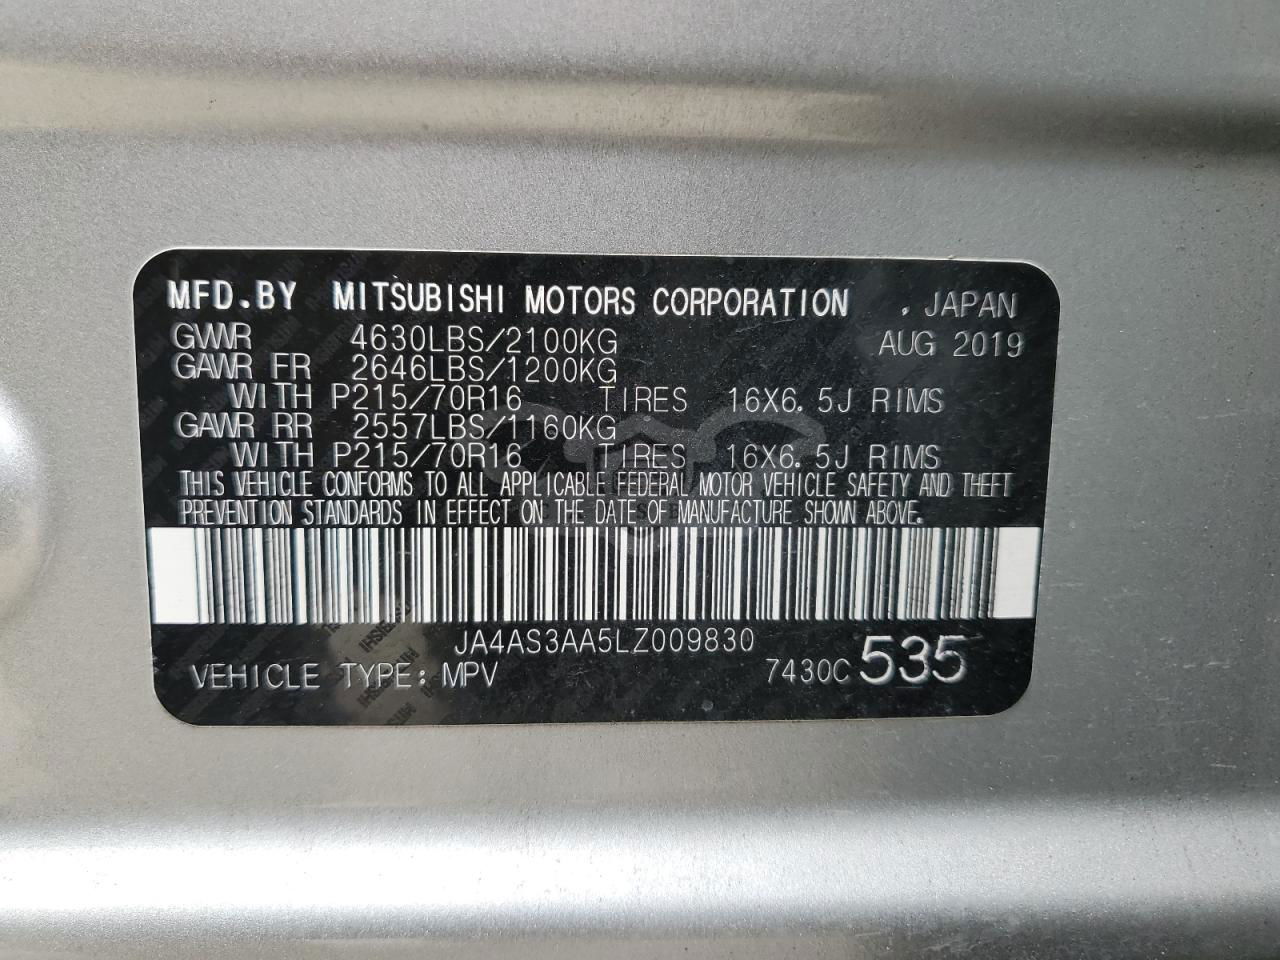 MFD.BY MITSUBISHI MOTORS CORPORATION .JAPAN
GVWR 4630LBS/2100KG AUG 2019
GAWR FR 2646LBS/1200KG
WITH P215/70R16 TIRES 16X6.5J RIMS
GAWR RR 2557LBS/1160KG
WITH P215/70R16 TIRES 16X6.5J RIMS
THIS VEHICLE CONFORMS TO ALL APPLICABLE FEDERAL MOTOR VEHICLE SAFETY AND THEFT
PREVENTION STANDARDS IN EFFECT ON THE DATE OF MANUFACTURE SHOWN ABOVE.
JA4AS3AA5LZ009830
VEHICLE TYPE: MPV 7430C 535